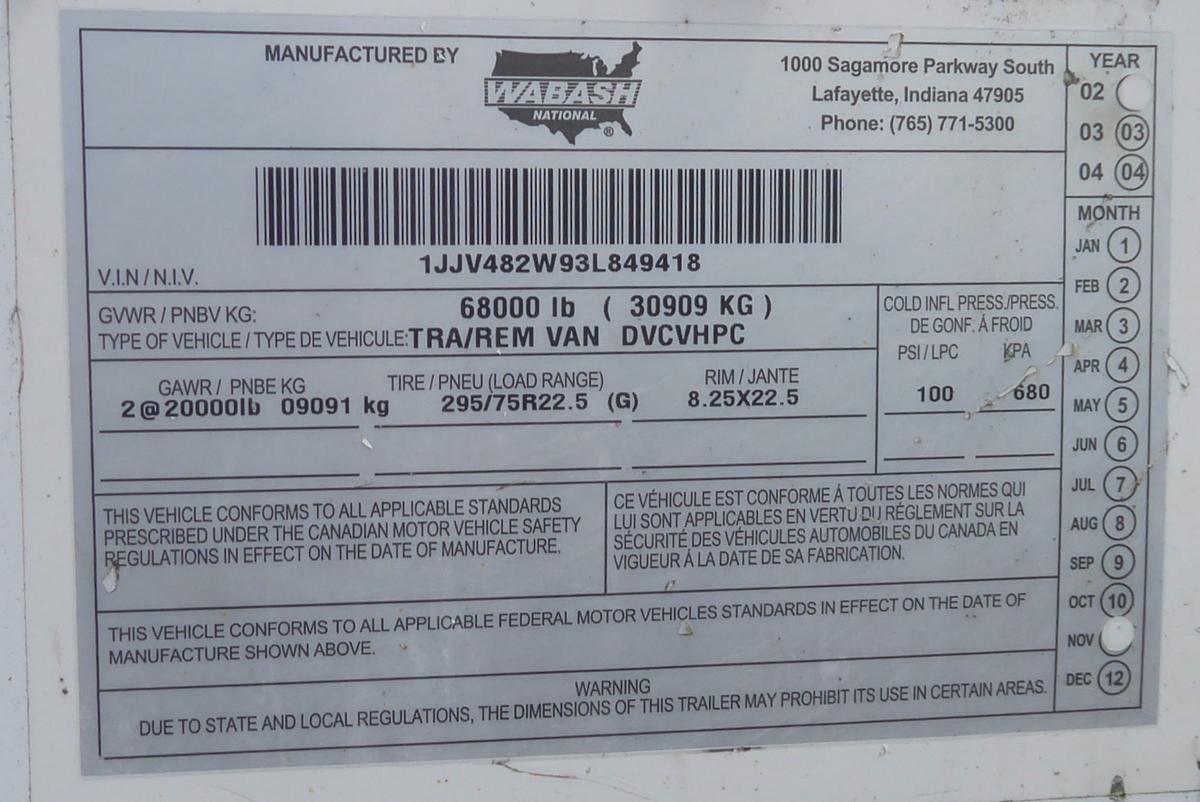 MANUFACTURED BY
WABASH
NATIONAL
®
1000 Sagamore Parkway South
Lafayette, Indiana 47905
Phone: (765) 771-5300
V.I.N / N.I.V.
1JJV482W93L849418
GVWR / PNBV KG: 68000 lb ( 30909 KG )
TYPE OF VEHICLE / TYPE DE VEHICULE: TRA/REM VAN DVCVHPC
COLD INFL PRESS./PRESS.
DE GONF. Á FROID
PSI / LPC KPA
100 680
GAWR / PNBE KG TIRE / PNEU (LOAD RANGE) RIM / JANTE
2@20000lb 09091 kg 295/75R22.5 (G) 8.25X22.5
THIS VEHICLE CONFORMS TO ALL APPLICABLE STANDARDS
PRESCRIBED UNDER THE CANADIAN MOTOR VEHICLE SAFETY
REGULATIONS IN EFFECT ON THE DATE OF MANUFACTURE.
CE VÉHICULE EST CONFORME Á TOUTES LES NORMES QUI
LUI SONT APPLICABLES EN VERTU DU RÉGLEMENT SUR LA
SÉCURITÉ DES VÉHICULES AUTOMOBILES DU CANADA EN
VIGUEUR Á LA DATE DE SA FABRICATION.
THIS VEHICLE CONFORMS TO ALL APPLICABLE FEDERAL MOTOR VEHICLES STANDARDS IN EFFECT ON THE DATE OF
MANUFACTURE SHOWN ABOVE.
WARNING
DUE TO STATE AND LOCAL REGULATIONS, THE DIMENSIONS OF THIS TRAILER MAY PROHIBIT ITS USE IN CERTAIN AREAS.
YEAR
02
03 03
04 04
MONTH
JAN 1
FEB 2
MAR 3
APR 4
MAY 5
JUN 6
JUL 7
AUG 8
SEP 9
OCT 10
NOV
DEC 12